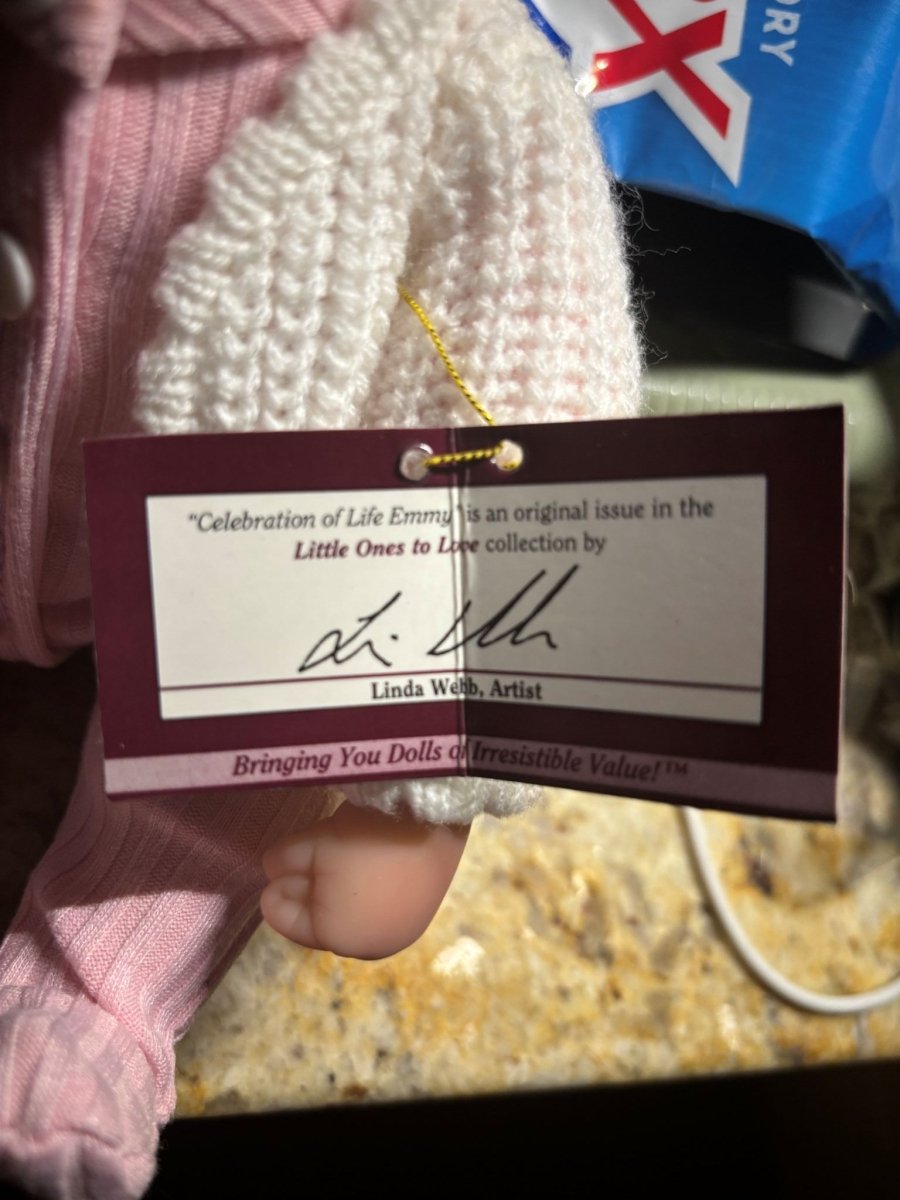 ORY
"Celebration of Life Emmy" is an original issue in the
Little Ones to Love collection by
Linda Webb, Artist
Bringing You Dolls of Irresistible Value!™